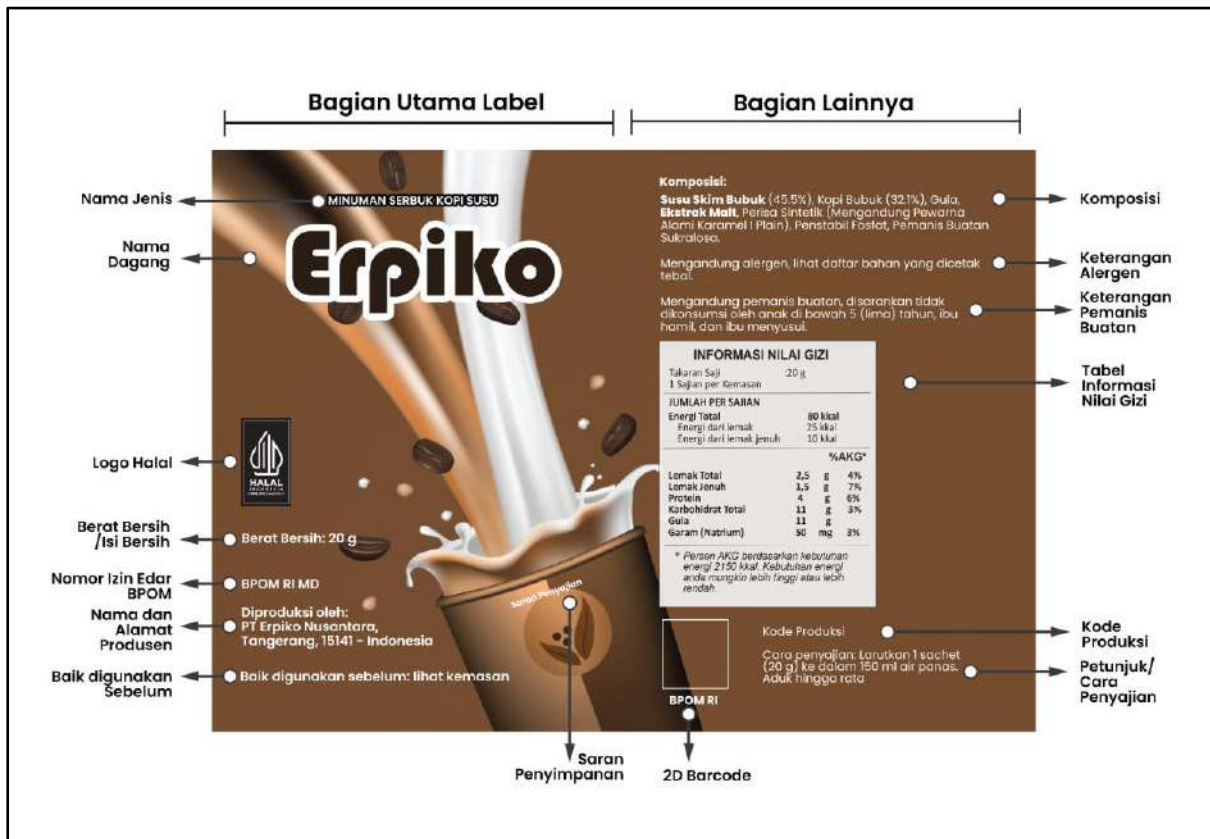 Bagian Utama Label
Bagian Lainnya
Nama Jenis
Nama
Dagang
Logo Halal
Berat Bersih
/Isi Bersih
Nomor Izin Edar
BPOM
Nama dan
Alamat
Produsen
Baik digunakan
Sebelum
MINUMAN SERBUK KOPI SUSU
Erpiko
HALAL
INDONESIA
Berat Bersih: 20 g
BPOM RI MD
Diproduksi oleh:
PT Erpiko Nusantara,
Tangerang, 15141 - Indonesia
Baik digunakan sebelum: lihat kemasan
Saran Penyajian
Saran
Penyimpanan
Komposisi:
Susu Skim Bubuk (45.5%), Kopi Bubuk (32.1%), Gula,
Ekstrak Malt, Perisa Sintetik (Mengandung Pewarna
Alami Karamel I Plain), Penstabil Fosfat, Pemanis Buatan
Sukralosa.
Mengandung alergen, lihat daftar bahan yang dicetak
tebal.
Mengandung pemanis buatan, disarankan tidak
dikonsumsi oleh anak di bawah 5 (lima) tahun, ibu
hamil, dan ibu menyusui.
INFORMASI NILAI GIZI
Takaran Saji :20 g
1 Sajian per Kemasan
JUMLAH PER SAJIAN
Energi Total 80 kkal
Energi dari lemak 25 kkal
Energi dari lemak jenuh 10 kkal
%AKG*
Lemak Total 2,5 g 4%
Lemak Jenuh 1,5 g 7%
Protein 4 g 6%
Karbohidrat Total 11 g 3%
Gula 11 g
Garam (Natrium) 50 mg 3%
* Persen AKG berdasarkan kebutuhan
energi 2150 kkal. Kebutuhan energi
anda mungkin lebih tinggi atau lebih
rendah.
BPOM RI
2D Barcode
Kode Produksi
Cara penyajian: Larutkan 1 sachet
(20 g) ke dalam 150 ml air panas.
Aduk hingga rata
Komposisi
Keterangan
Alergen
Keterangan
Pemanis
Buatan
Tabel
Informasi
Nilai Gizi
Kode
Produksi
Petunjuk/
Cara
Penyajian